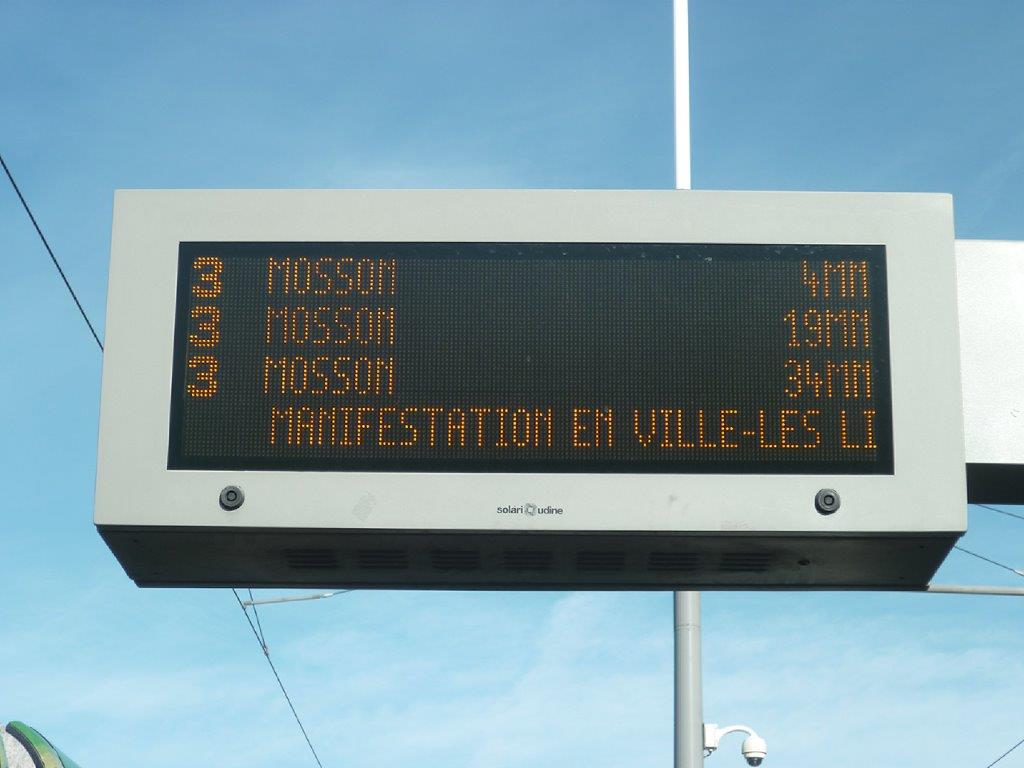 3 MOSSON 4MN
3 MOSSON 19MN
3 MOSSON 34MN
MANIFESTATION EN VILLE-LES LI
solari udine